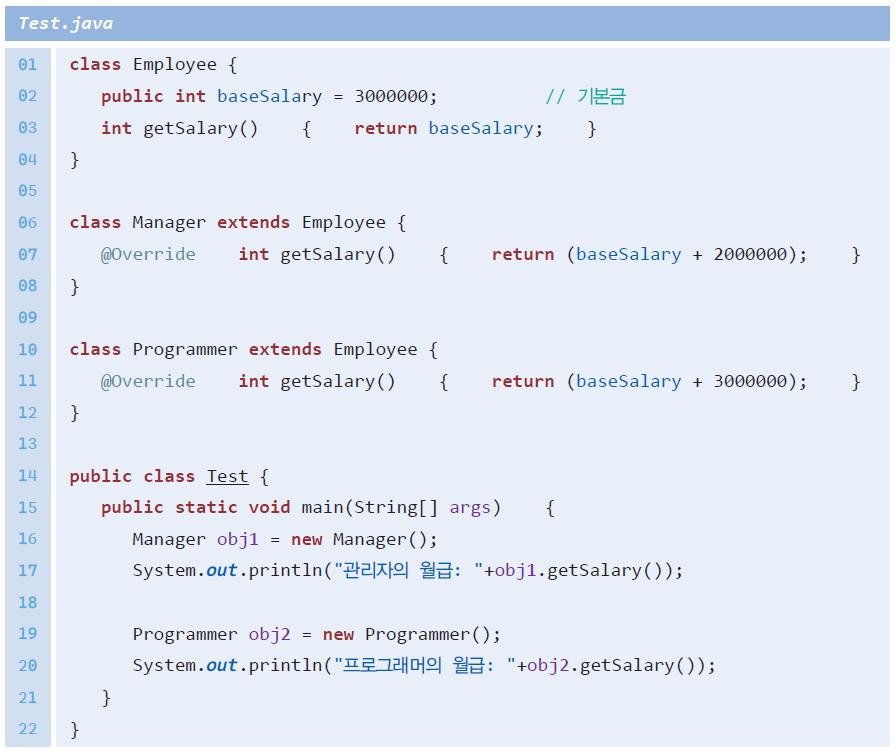 Test.java
01 class Employee {
02    public int baseSalary = 3000000;          // 기본금
03    int getSalary()    {    return baseSalary;    }
04 }
05
06 class Manager extends Employee {
07    @Override    int getSalary()    {    return (baseSalary + 2000000);    }
08 }
09
10 class Programmer extends Employee {
11    @Override    int getSalary()    {    return (baseSalary + 3000000);    }
12 }
13
14 public class Test {
15    public static void main(String[] args)    {
16       Manager obj1 = new Manager();
17       System.out.println("관리자의 월급: "+obj1.getSalary());
18
19       Programmer obj2 = new Programmer();
20       System.out.println("프로그래머의 월급: "+obj2.getSalary());
21    }
22 }